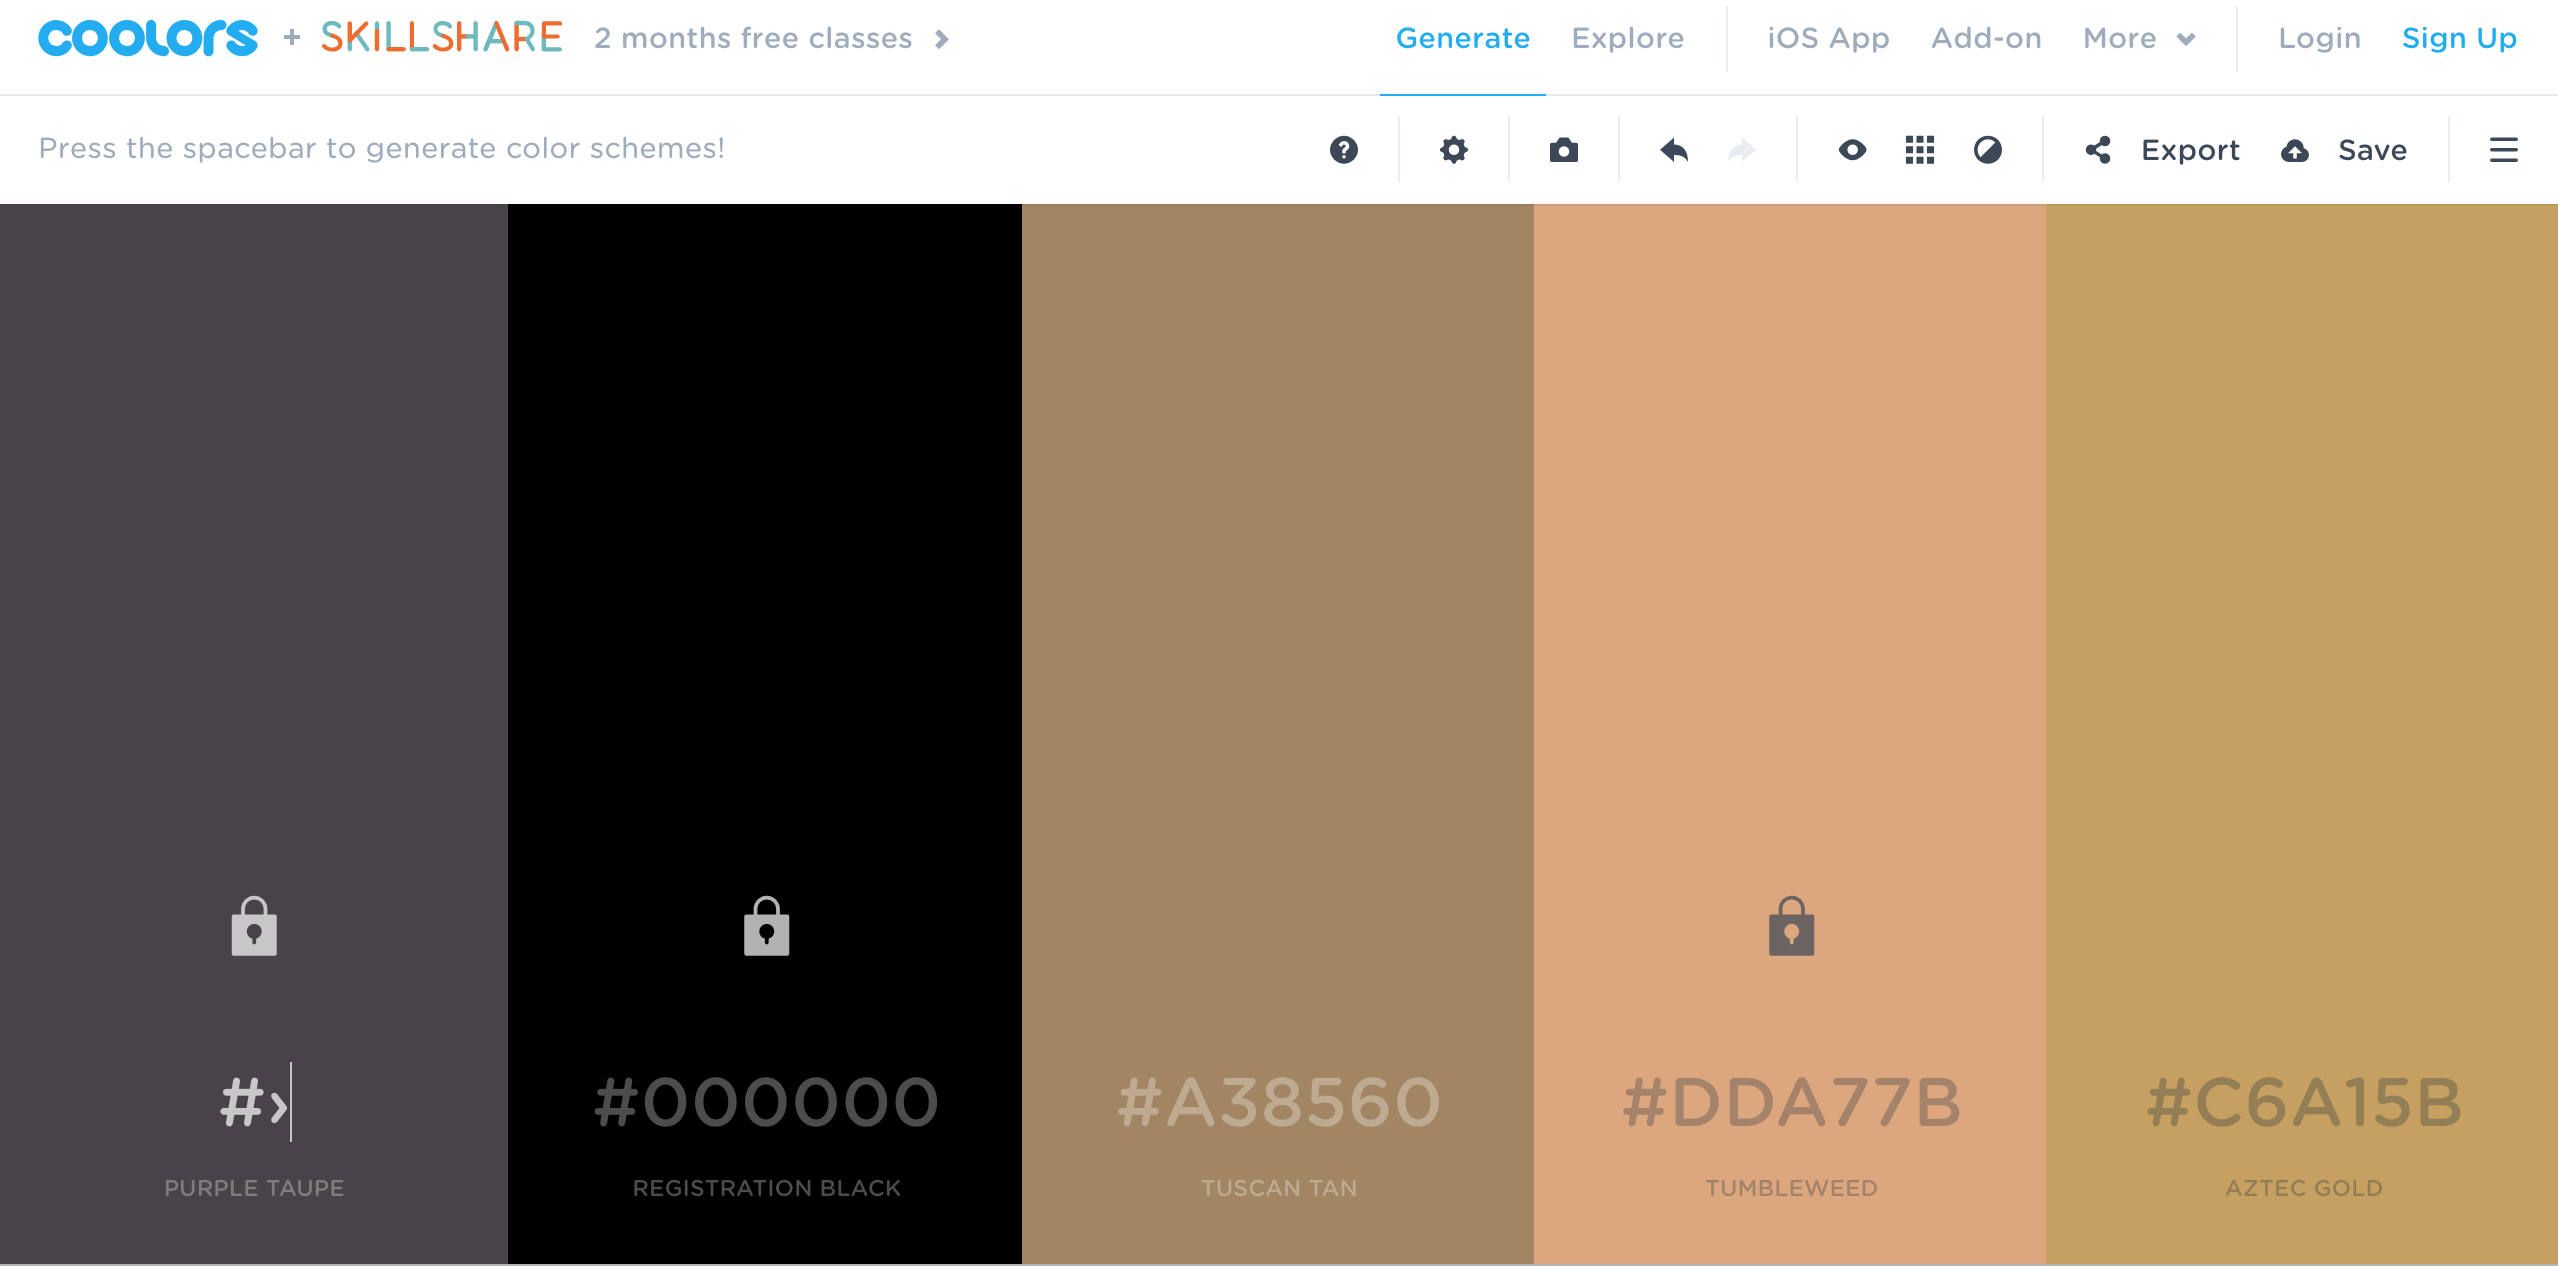 coolors + SKILLSHARE 2 months free classes Generate Explore iOS App Add-on More Login Sign Up
Press the spacebar to generate color schemes! Export Save
#› #000000 #A38560 #DDA77B #C6A15B
PURPLE TAUPE REGISTRATION BLACK TUSCAN TAN TUMBLEWEED AZTEC GOLD